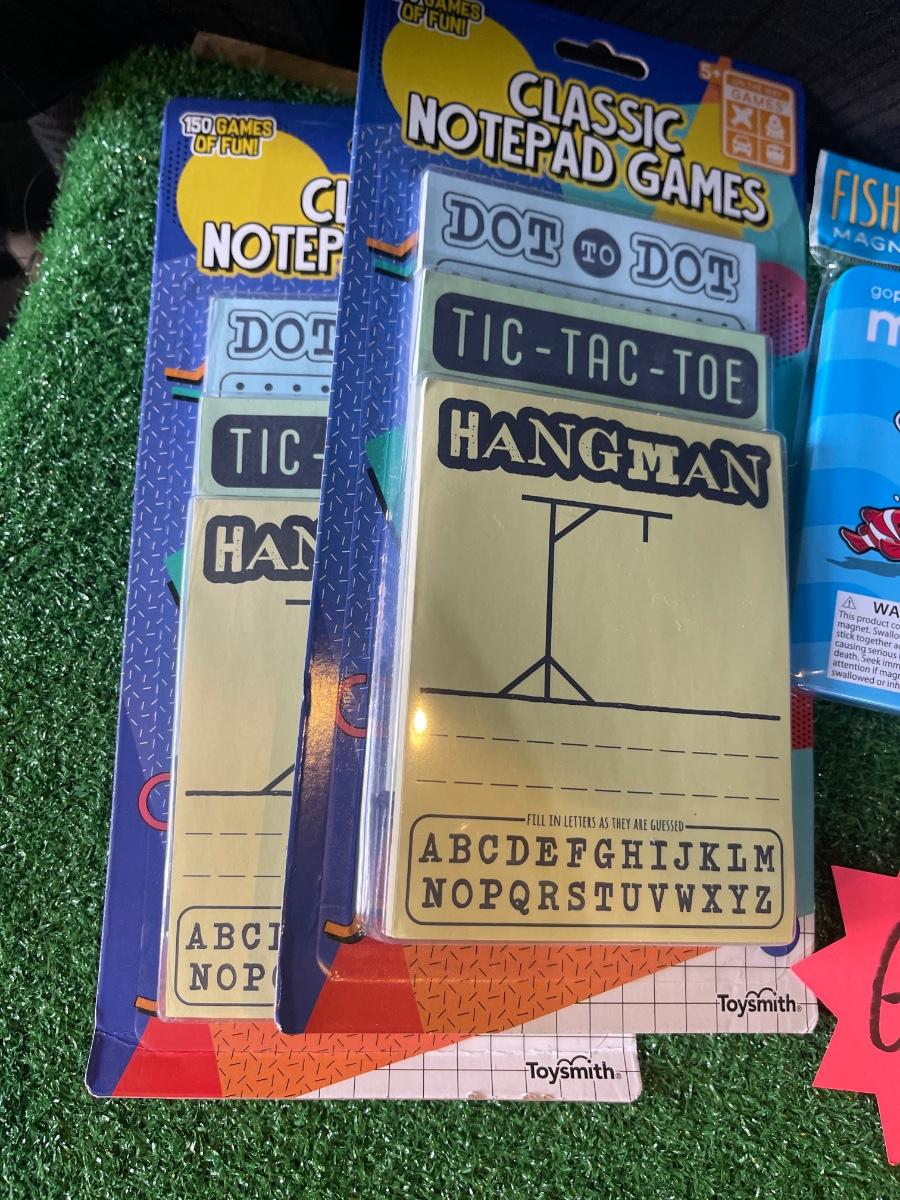 150 GAMES
OF FUN!
CL
NOTEP
DOT
TIC-
HAN
ABC
NOP
Toysmith
GAMES
OF FUN!
5+
GAMES
CLASSIC
NOTEPAD GAMES
DOT TO DOT
TIC-TAC-TOE
HANGMAN
FILL IN LETTERS AS THEY ARE GUESSED
ABCDEFGHIJKLM
NOPQRSTUVWXYZ
Toysmith
FISH
MAGN
gop
m
WA
This product co
magnet. Swallo
stick together a
causing serious i
death. Seek imm
attention if magn
swallowed or inh